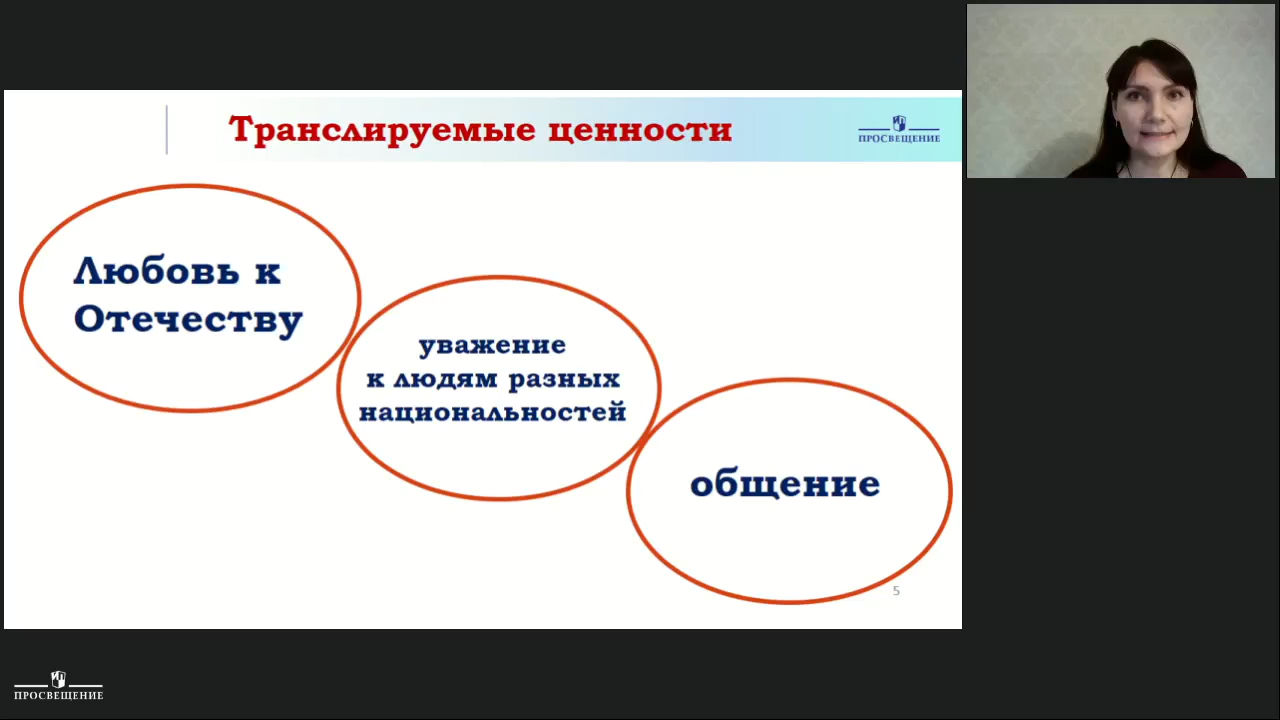 Транслируемые ценности
ПРОСВЕЩЕНИЕ
Любовь к
Отечеству
уважение
к людям разных
национальностей
общение
5
ПРОСВЕЩЕНИЕ